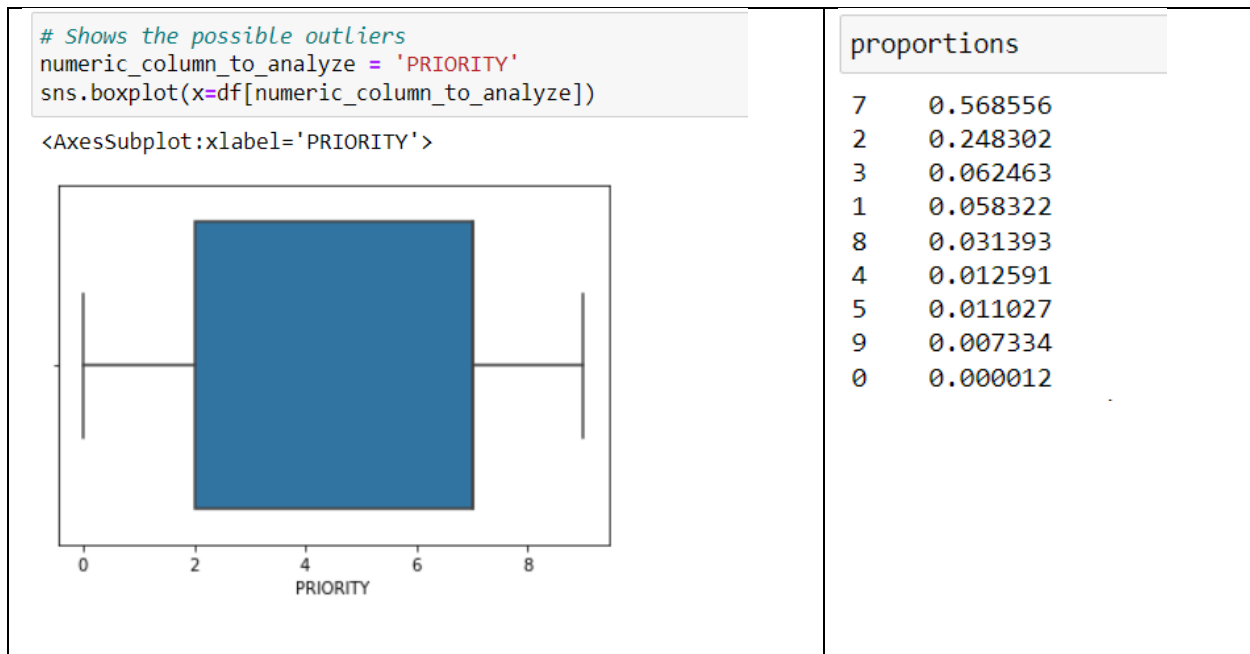 # Shows the possible outliers
numeric_column_to_analyze = 'PRIORITY'
sns.boxplot(x=df[numeric_column_to_analyze])
<AxesSubplot:xlabel='PRIORITY'>
0 2 4 6 8
PRIORITY
proportions
7 0.568556
2 0.248302
3 0.062463
1 0.058322
8 0.031393
4 0.012591
5 0.011027
9 0.007334
0 0.000012